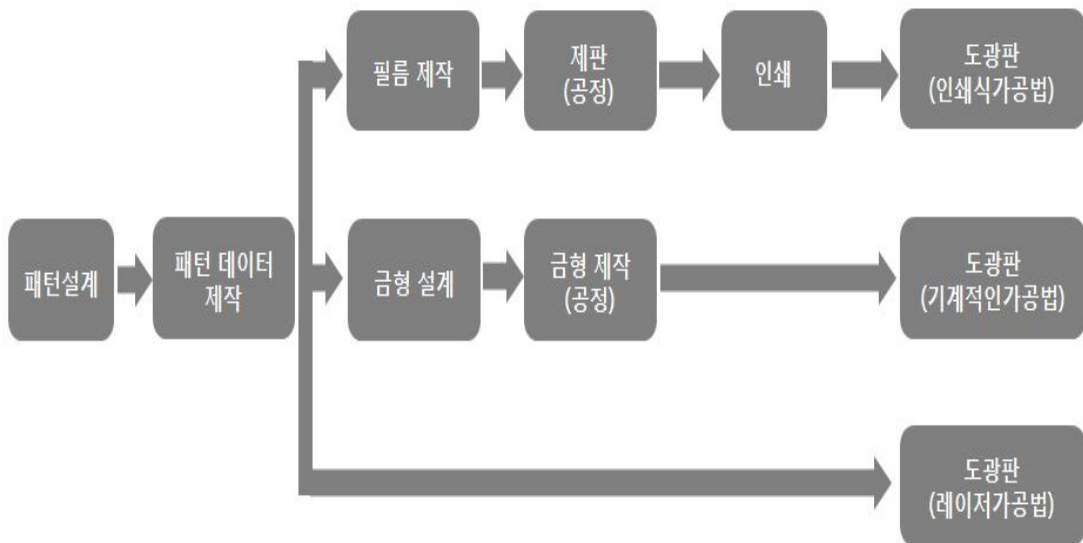 패턴설계
패턴 데이터
제작
필름 제작
제판
(공정)
인쇄
도광판
(인쇄식가공법)
금형 설계
금형 제작
(공정)
도광판
(기계적인가공법)
도광판
(레이저가공법)